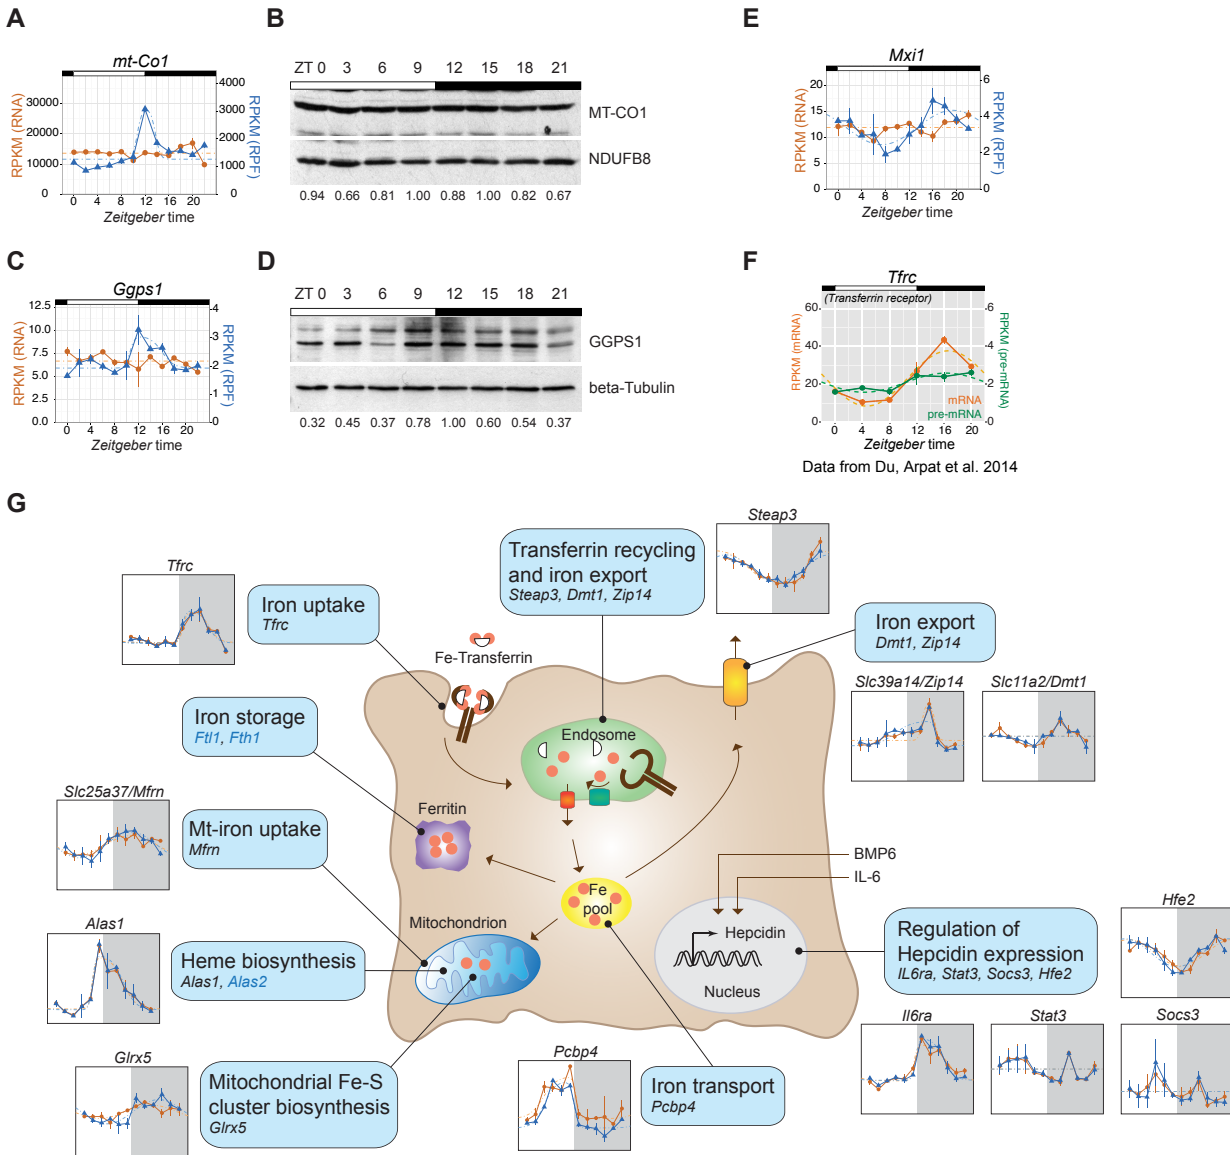 A
mt-Co1
RPKM (RNA)
30000
20000
10000
0
4000
3000
2000
1000
0
RPKM (RPF)
0 4 8 12 16 20
Zeitgeber time
B
ZT 0 3 6 9 12 15 18 21
MT-CO1
NDUFB8
0.94 0.66 0.81 1.00 0.88 1.00 0.82 0.67
E
Mxi1
RPKM (RNA)
20
15
10
5
0
6
4
2
0
RPKM (RPF)
0 4 8 12 16 20
Zeitgeber time
C
Ggps1
RPKM (RNA)
12.5
10.0
7.5
5.0
2.5
0.0
4
3
2
1
0
RPKM (RPF)
0 4 8 12 16 20
Zeitgeber time
D
ZT 0 3 6 9 12 15 18 21
GGPS1
beta-Tubulin
0.32 0.45 0.37 0.78 1.00 0.60 0.54 0.37
F
Tfrc
(Transferrin receptor)
RPKM (mRNA)
60
40
20
0
6
4
2
0
RPKM (pre-mRNA)
mRNA
pre-mRNA
0 4 8 12 16 20
Zeitgeber time
Data from Du, Arpat et al. 2014
G
Tfrc
Iron uptake
Tfrc
Fe-Transferrin
Transferrin recycling
and iron export
Steap3, Dmt1, Zip14
Steap3
Iron export
Dmt1, Zip14
Slc39a14/Zip14
Slc11a2/Dmt1
Iron storage
Ftl1, Fth1
Endosome
Ferritin
Slc25a37/Mfrn
Mt-iron uptake
Mfrn
Fe
pool
BMP6
IL-6
Mitochondrion
Hepcidin
Nucleus
Regulation of
Hepcidin expression
IL6ra, Stat3, Socs3, Hfe2
Hfe2
Alas1
Heme biosynthesis
Alas1, Alas2
Il6ra
Stat3
Socs3
Glrx5
Mitochondrial Fe-S
cluster biosynthesis
Glrx5
Pcbp4
Iron transport
Pcbp4